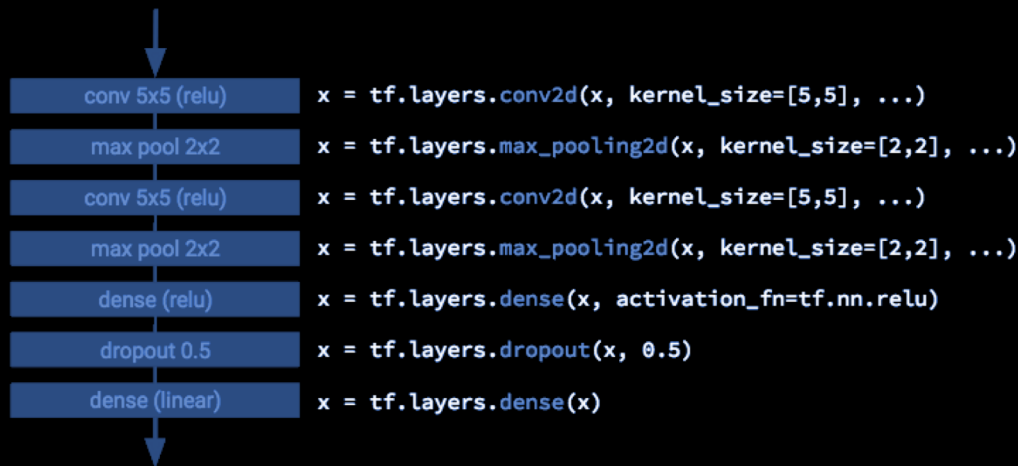 conv 5x5 (relu) x = tf.layers.conv2d(x, kernel_size=[5,5], ...)
max pool 2x2 x = tf.layers.max_pooling2d(x, kernel_size=[2,2], ...)
conv 5x5 (relu) x = tf.layers.conv2d(x, kernel_size=[5,5], ...)
max pool 2x2 x = tf.layers.max_pooling2d(x, kernel_size=[2,2], ...)
dense (relu) x = tf.layers.dense(x, activation_fn=tf.nn.relu)
dropout 0.5 x = tf.layers.dropout(x, 0.5)
dense (linear) x = tf.layers.dense(x)